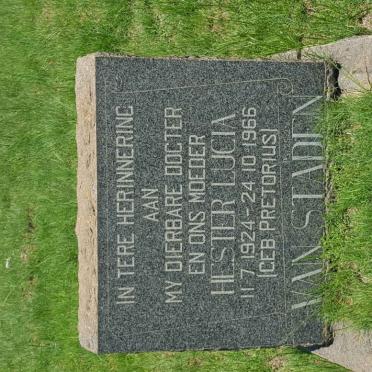 IN TERE HERINNERING
AAN
MY DIERBARE DOGTER
EN ONS MOEDER
HESTER LUCIA
11·7·1924-24·10·1966
(GEB·PRETORIUS)
VAN STADEN